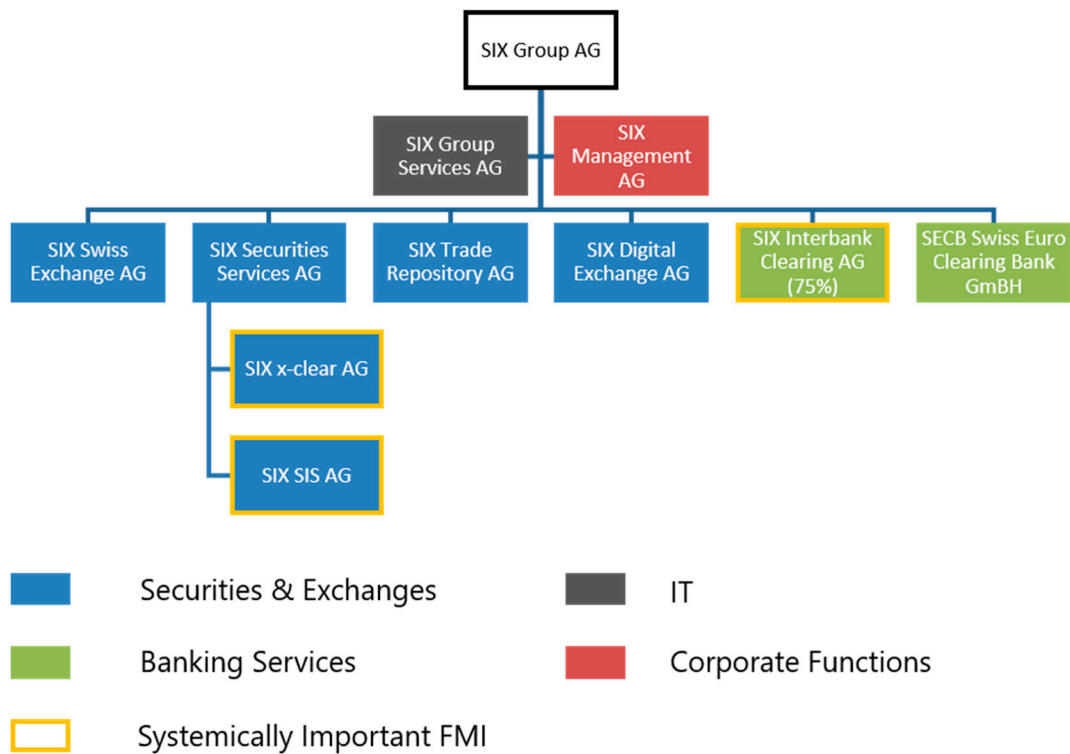 SIX Group AG
SIX Group
Services AG
SIX
Management
AG
SIX Swiss
Exchange AG
SIX Securities
Services AG
SIX Trade
Repository AG
SIX Digital
Exchange AG
SIX Interbank
Clearing AG
(75%)
SECB Swiss Euro
Clearing Bank
GmBH
SIX x-clear AG
SIX SIS AG
Securities & Exchanges
IT
Banking Services
Corporate Functions
Systemically Important FMI